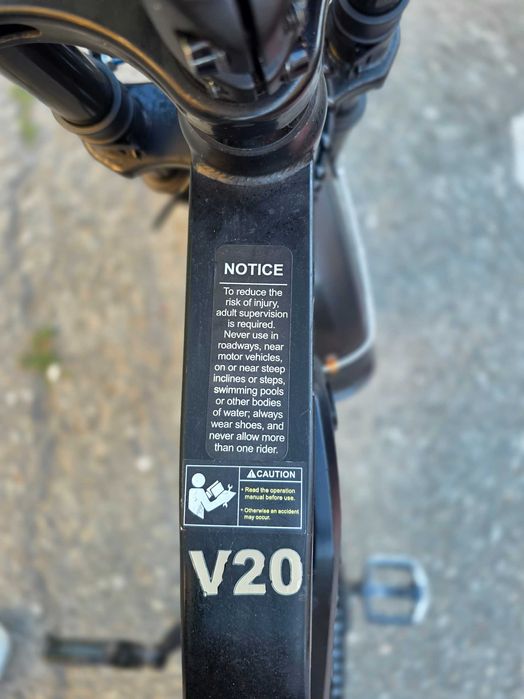 NOTICE
To reduce the
risk of injury,
adult supervision
is required.
Never use in
roadways, near
motor vehicles,
on or near steep
inclines or steps,
swimming pools
or other bodies
of water; always
wear shoes, and
never allow more
than one rider.
CAUTION
• Read the operation
manual before use.
• Otherwise an accident
may occur.
V20